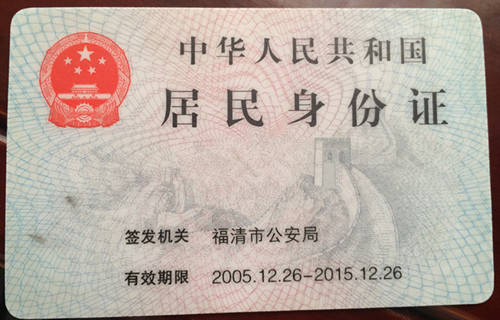 中华人民共和国
居民身份证
签发机关 福清市公安局
有效期限 2005.12.26-2015.12.26